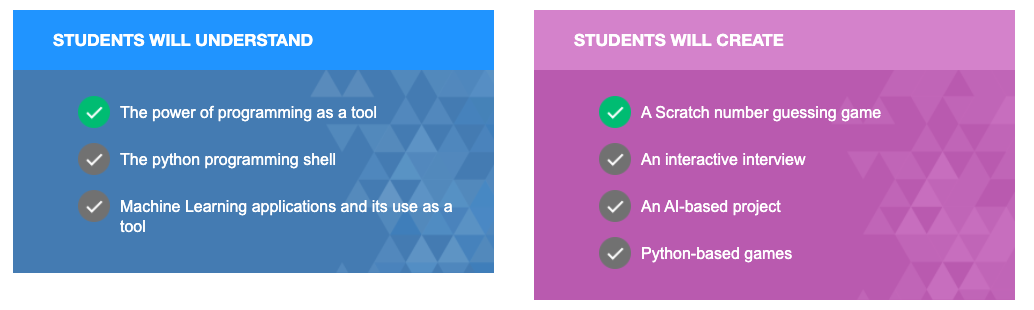 STUDENTS WILL UNDERSTAND
The power of programming as a tool
The python programming shell
Machine Learning applications and its use as a
tool
STUDENTS WILL CREATE
A Scratch number guessing game
An interactive interview
An AI-based project
Python-based games